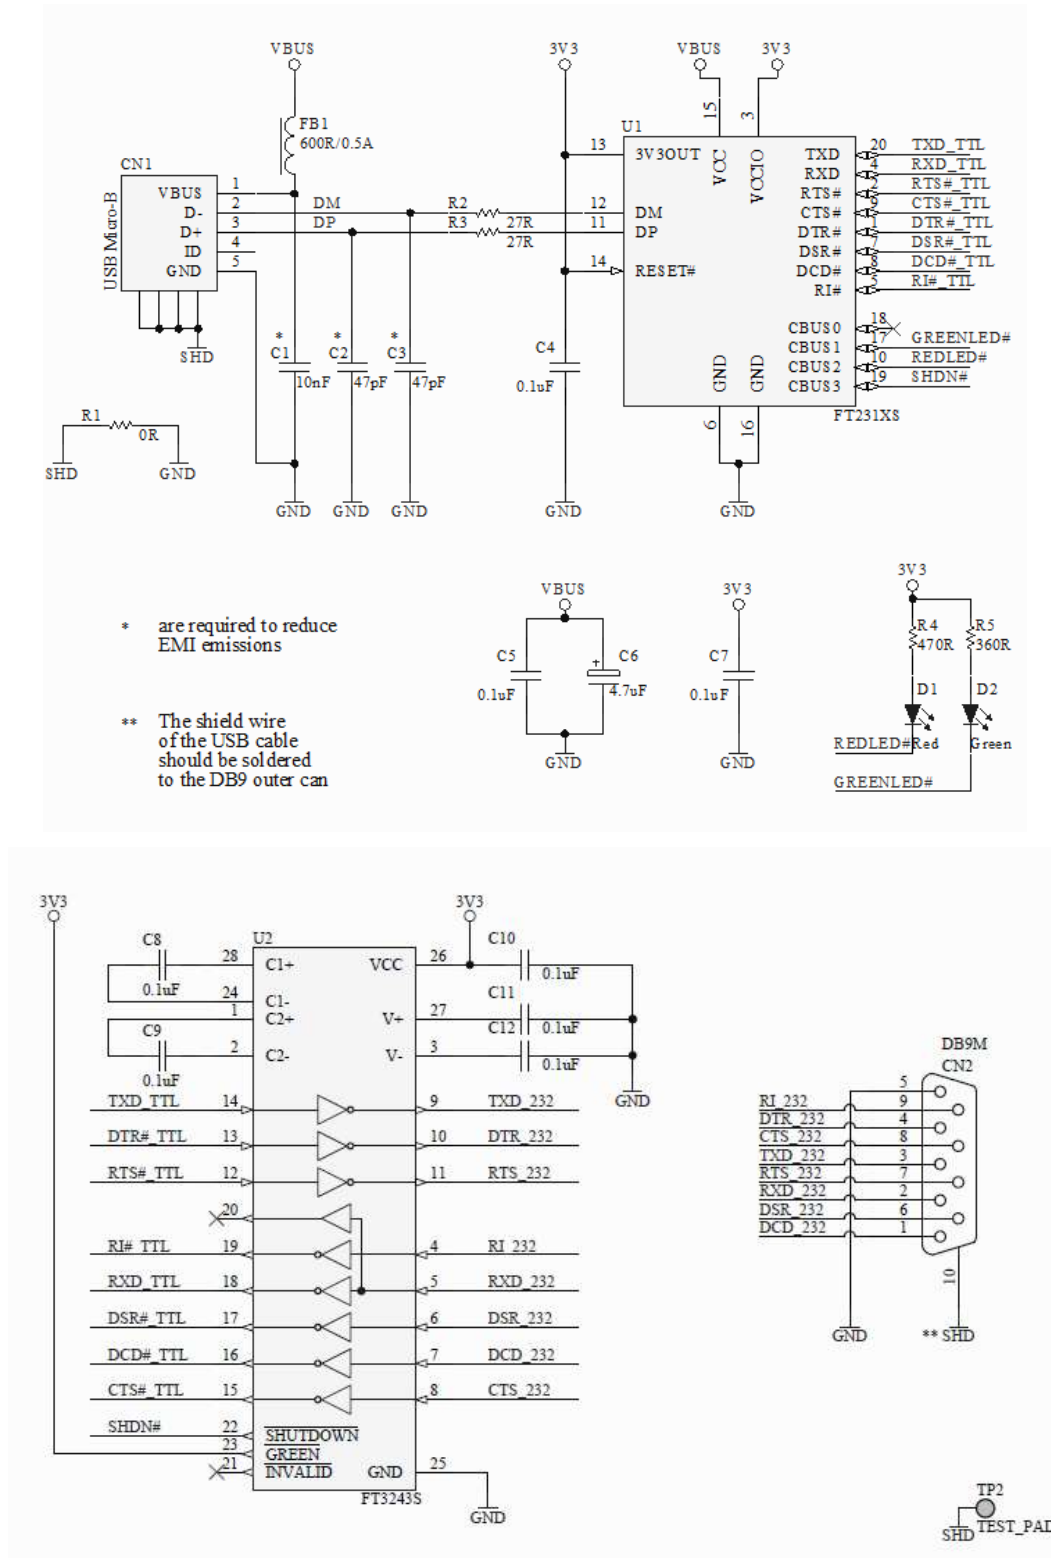 VBUS
3V3
VBUS
3V3
FB1
600R/0.5A
U1
CN1
USB Micro-B
VBUS 1
D- 2
D+ 3
ID 4
GND 5
DM
DP
R2
R3
27R
27R
13 3V3OUT
12 DM
11 DP
14 RESET#
15 VCC
3 VCCIO
TXD 20 TXD_TTL
RXD 4 RXD_TTL
RTS# 2 RTS#_TTL
CTS# 9 CTS#_TTL
DTR# 1 DTR#_TTL
DSR# 7 DSR#_TTL
DCD# 8 DCD#_TTL
RI# 5 RI#_TTL
CBUS0 18
CBUS1 17 GREENLED#
CBUS2 10 REDLED#
CBUS3 19 SHDN#
GND 6
GND 16
FT231XS
SHD
* C1 10nF
* C2 47pF
* C3 47pF
C4 0.1uF
R1
0R
SHD
GND
GND
GND
GND
GND
GND
* are required to reduce
EMI emissions
** The shield wire
of the USB cable
should be soldered
to the DB9 outer can
VBUS
C5
0.1uF
+ C6
4.7uF
GND
3V3
C7
0.1uF
GND
3V3
R4
470R
R5
360R
D1
D2
REDLED# Red
Green
GREENLED#
3V3
3V3
U2
C8
0.1uF
C9
0.1uF
28 C1+
24 C1-
1 C2+
2 C2-
VCC 26
V+ 27
V- 3
C10
0.1uF
C11
C12 0.1uF
0.1uF
GND
TXD_TTL 14 9 TXD_232
DTR#_TTL 13 10 DTR_232
RTS#_TTL 12 11 RTS_232
20
RI#_TTL 19 4 RI_232
RXD_TTL 18 5 RXD_232
DSR#_TTL 17 6 DSR_232
DCD#_TTL 16 7 DCD_232
CTS#_TTL 15 8 CTS_232
SHDN# 22 SHUTDOWN
23 GREEN
21 INVALID
GND 25
FT3243S
GND
DB9M
CN2
5
RI_232 9
DTR_232 4
CTS_232 8
TXD_232 3
RTS_232 7
RXD_232 2
DSR_232 6
DCD_232 1
10
GND
** SHD
TP2
SHD TEST_PAD